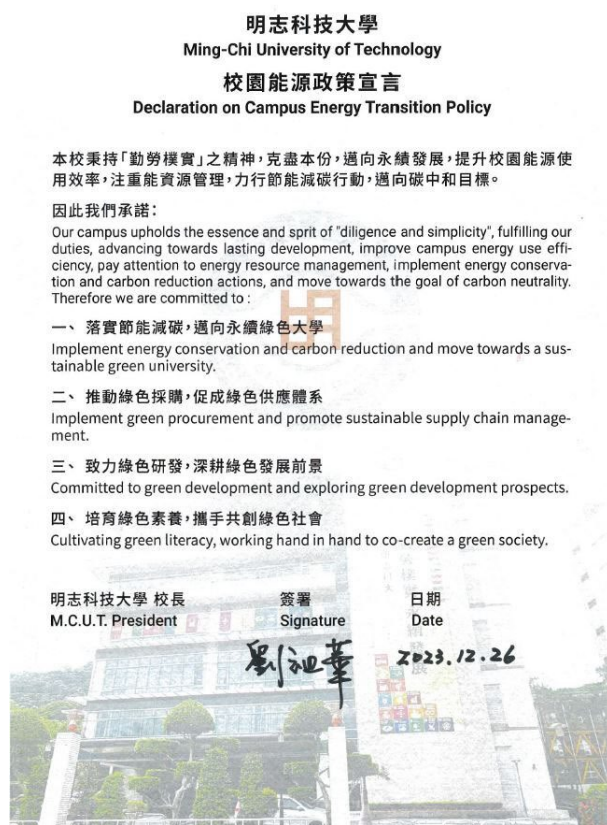 明志科技大學
Ming-Chi University of Technology
校園能源政策宣言
Declaration on Campus Energy Transition Policy
本校秉持「勤勞樸實」之精神，克盡本份，邁向永續發展，提升校園能源使
用效率，注重能資源管理，力行節能減碳行動，邁向碳中和目標。
因此我們承諾：
Our campus upholds the essence and sprit of "diligence and simplicity", fulfilling our
duties, advancing towards lasting development, improve campus energy use effi-
ciency, pay attention to energy resource management, implement energy conserva-
tion and carbon reduction actions, and move towards the goal of carbon neutrality.
Therefore we are committed to :
一、 落實節能減碳，邁向永續綠色大學
Implement energy conservation and carbon reduction and move towards a sus-
tainable green university.
二、 推動綠色採購，促成綠色供應體系
Implement green procurement and promote sustainable supply chain manage-
ment.
三、 致力綠色研發，深耕綠色發展前景
Committed to green development and exploring green development prospects.
四、 培育綠色素養，攜手共創綠色社會
Cultivating green literacy, working hand in hand to co-create a green society.
明志科技大學 校長 簽署 日期
M.C.U.T. President Signature Date
劉祖華 2023.12.26